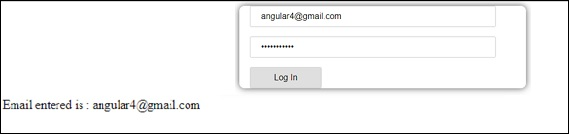 angular4@gmail.com
•••••••••••
Log In
Email entered is : angular4@gmail.com